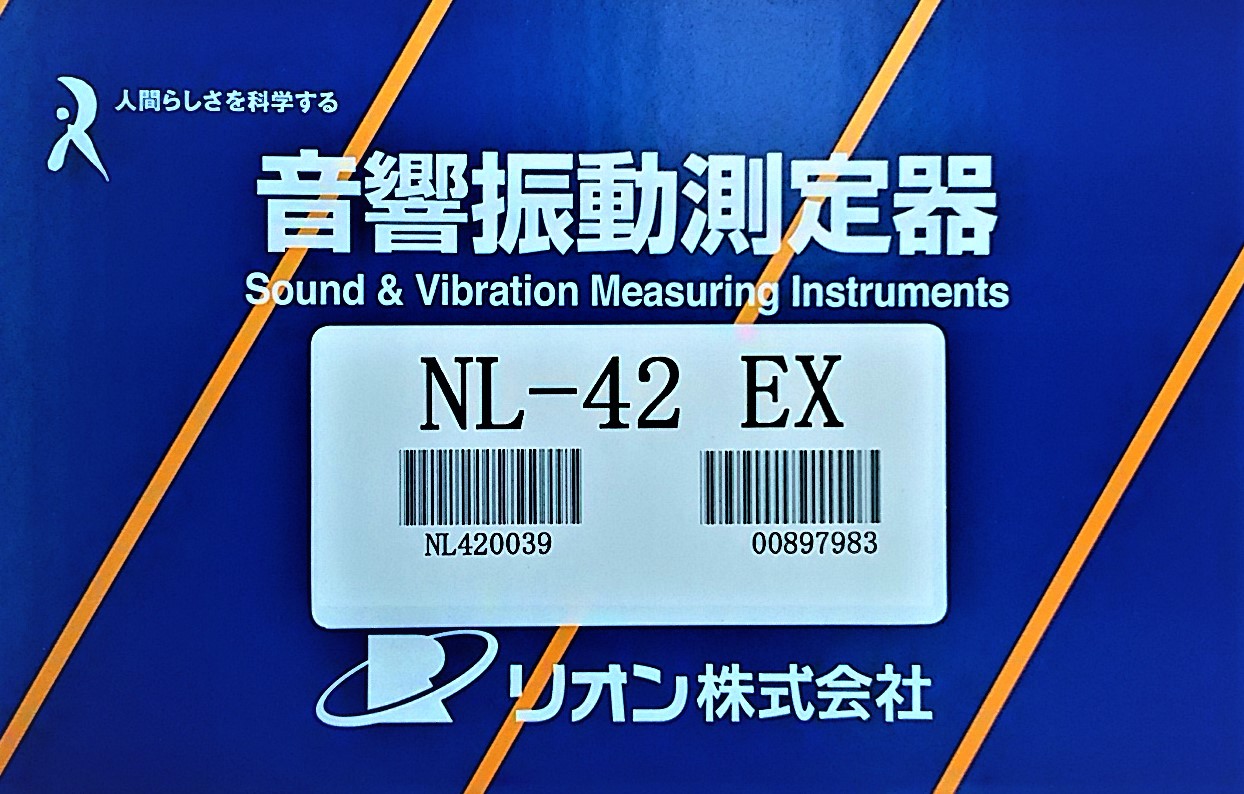 人間らしさを科学する
音響振動測定器
Sound & Vibration Measuring Instruments
NL-42 EX
NL420039 00897983
リオン株式会社